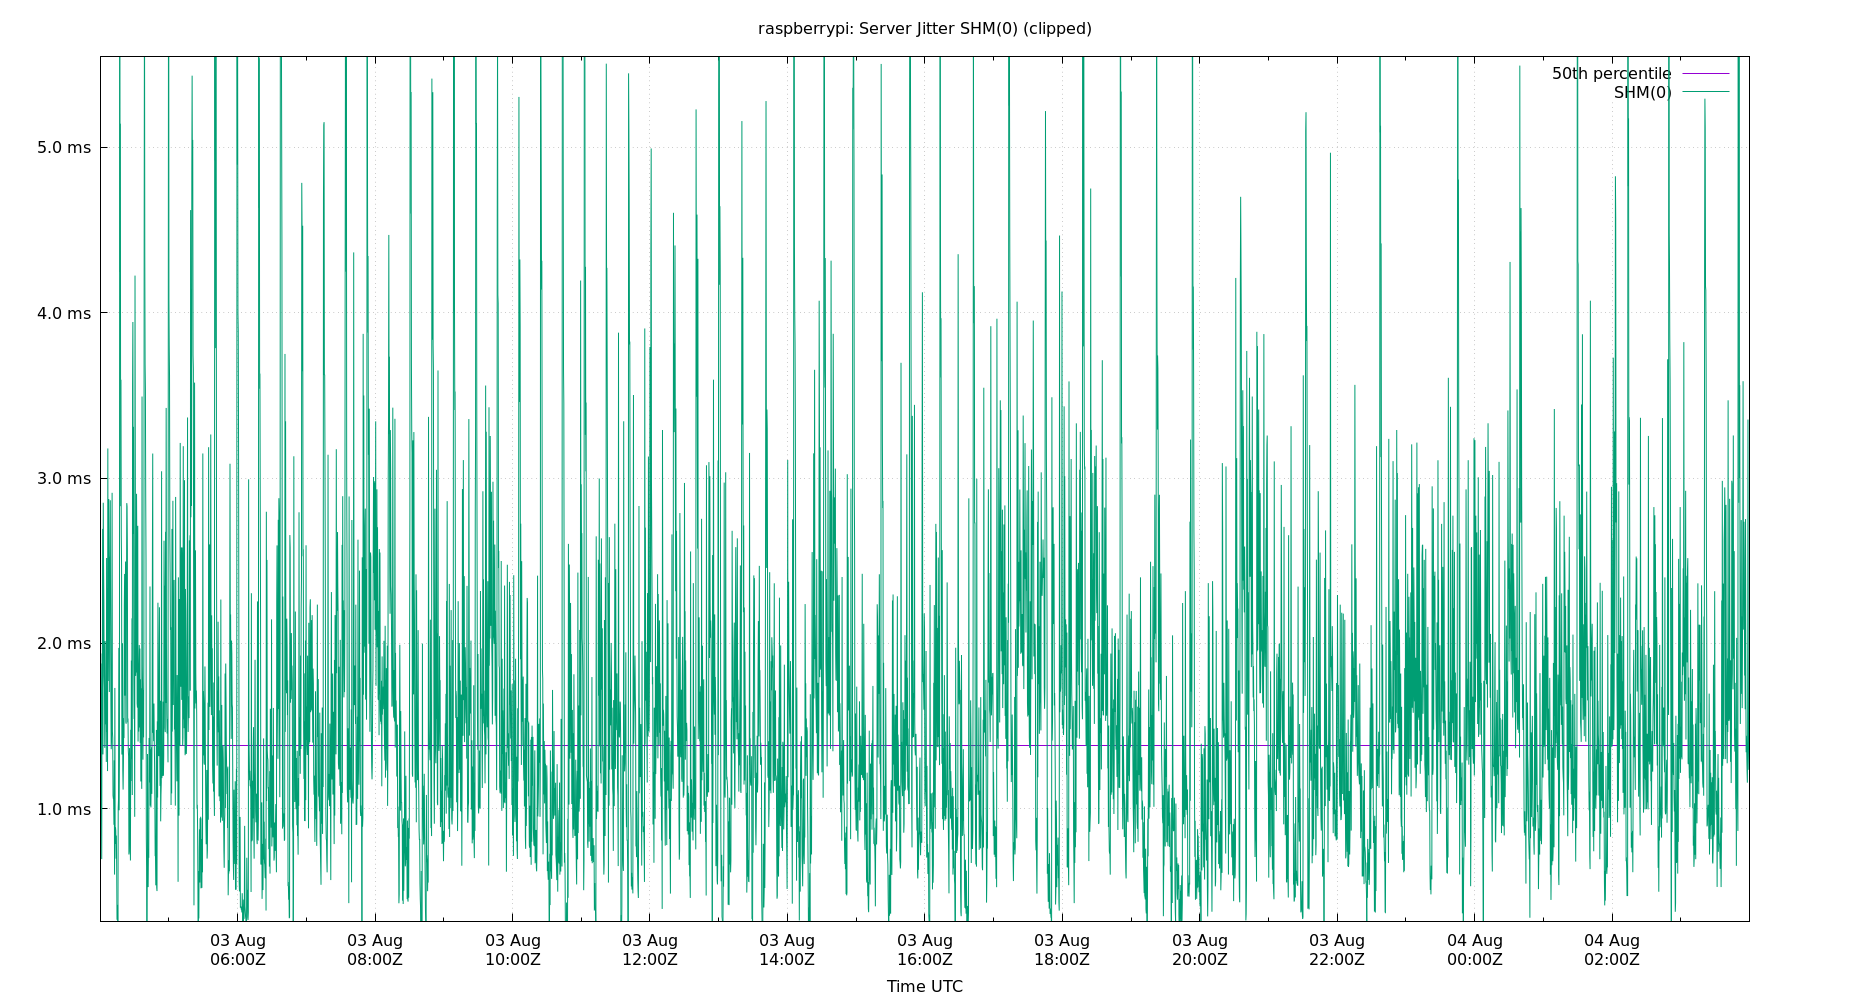 raspberrypi: Server Jitter SHM(0) (clipped)
50th percentile
SHM(0)
5.0 ms
4.0 ms
3.0 ms
2.0 ms
1.0 ms
03 Aug 03 Aug 03 Aug 03 Aug 03 Aug 03 Aug 03 Aug 03 Aug 03 Aug 04 Aug 04 Aug
06:00Z 08:00Z 10:00Z 12:00Z 14:00Z 16:00Z 18:00Z 20:00Z 22:00Z 00:00Z 02:00Z
Time UTC